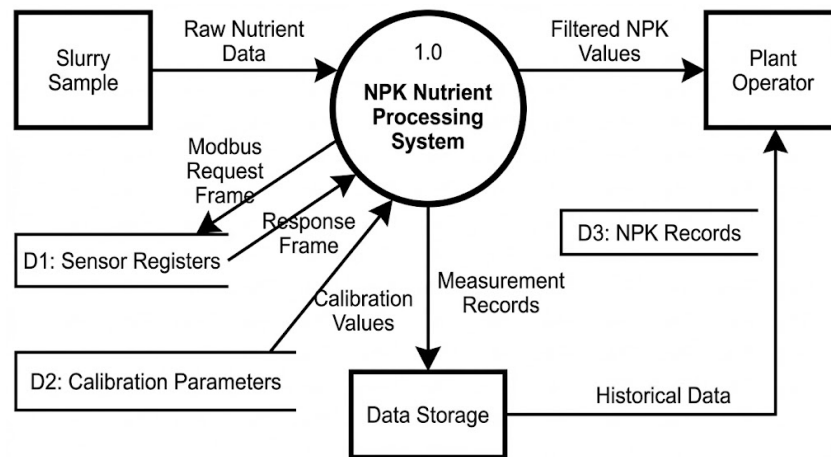 Slurry
Sample
Raw Nutrient
Data
1.0
NPK Nutrient
Processing
System
Filtered NPK
Values
Plant
Operator
Modbus
Request
Frame
Response
Frame
D1: Sensor Registers
D3: NPK Records
Calibration
Values
Measurement
Records
D2: Calibration Parameters
Data Storage
Historical Data